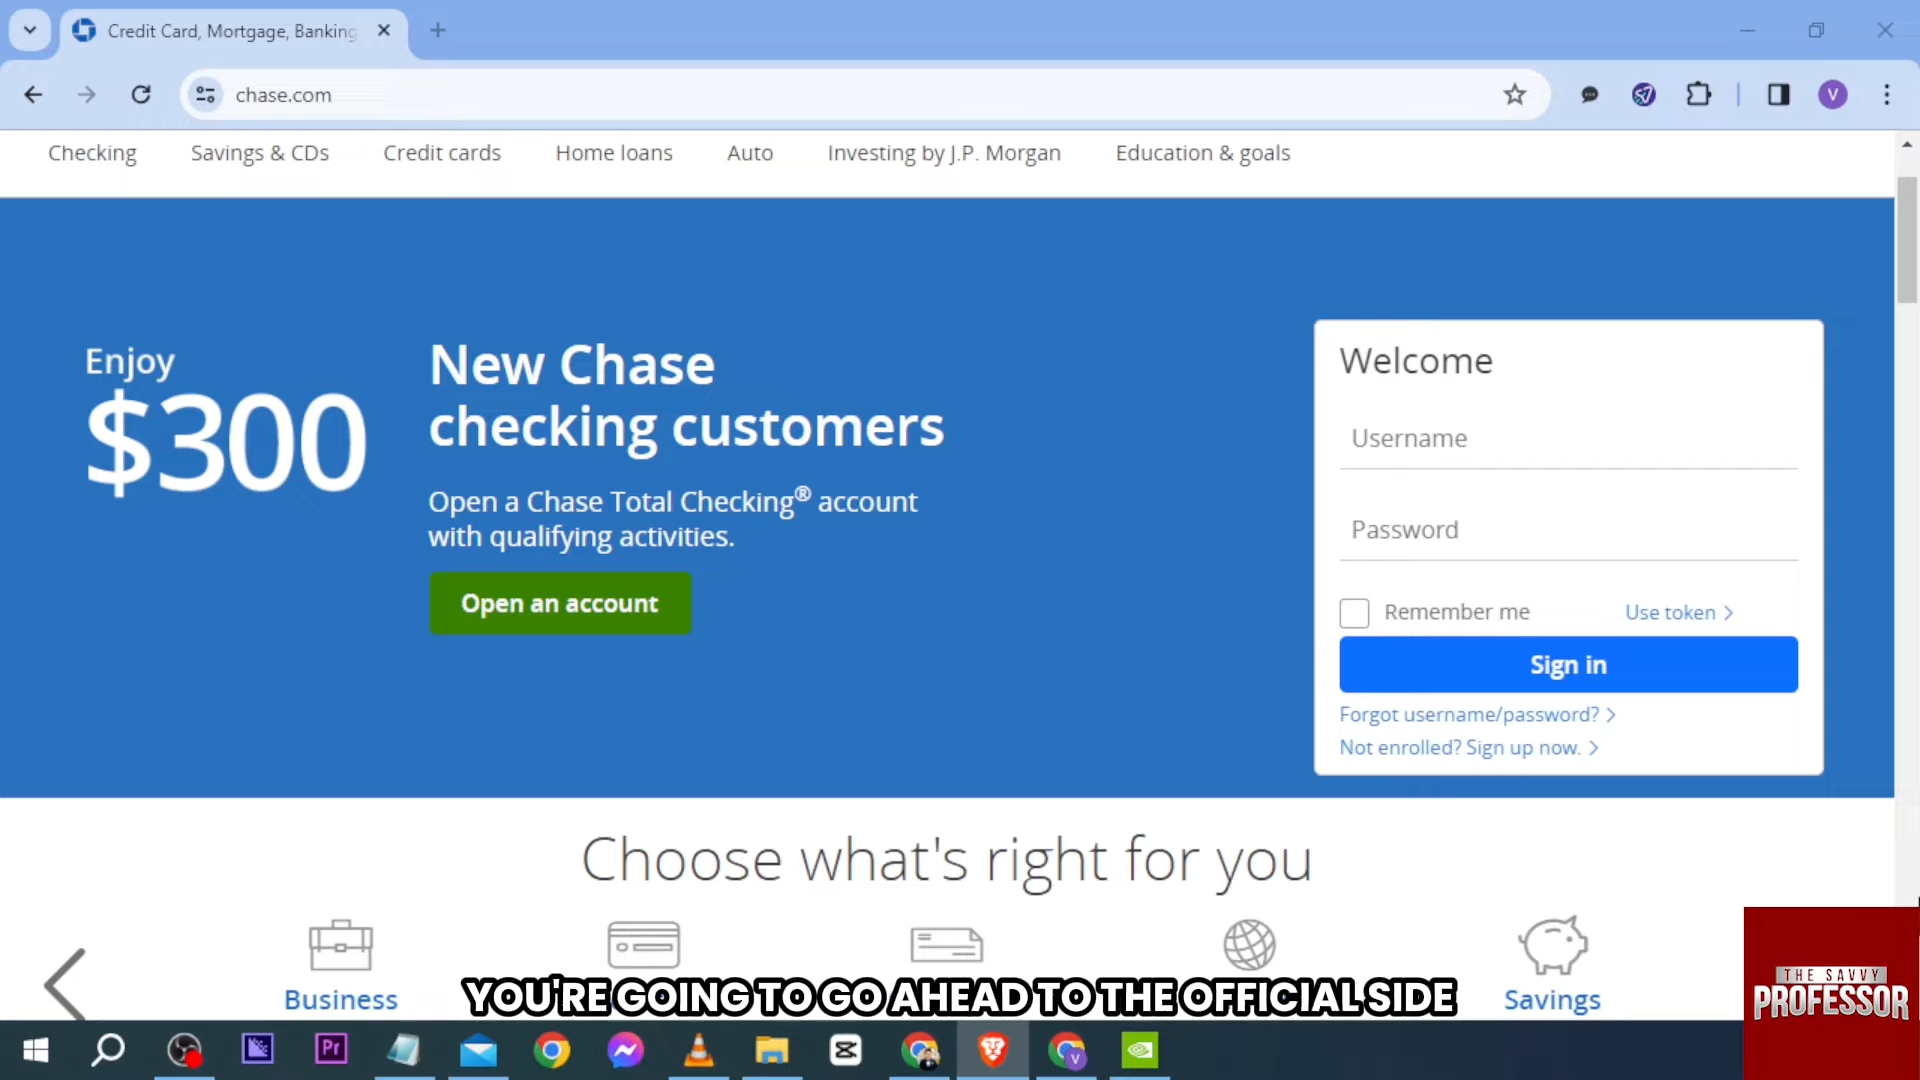 Credit Card, Mortgage, Banking
chase.com
V
Checking Savings & CDs Credit cards Home loans Auto Investing by J.P. Morgan Education & goals
Enjoy
$300
New Chase
checking customers
Open a Chase Total Checking® account
with qualifying activities.
Open an account
Welcome
Username
Password
Remember me Use token >
Sign in
Forgot username/password? >
Not enrolled? Sign up now. >
Choose what's right for you
Business
Savings
YOU'RE GOING TO GO AHEAD TO THE OFFICIAL SIDE
THE SAVVY
PROFESSOR
Pr
V